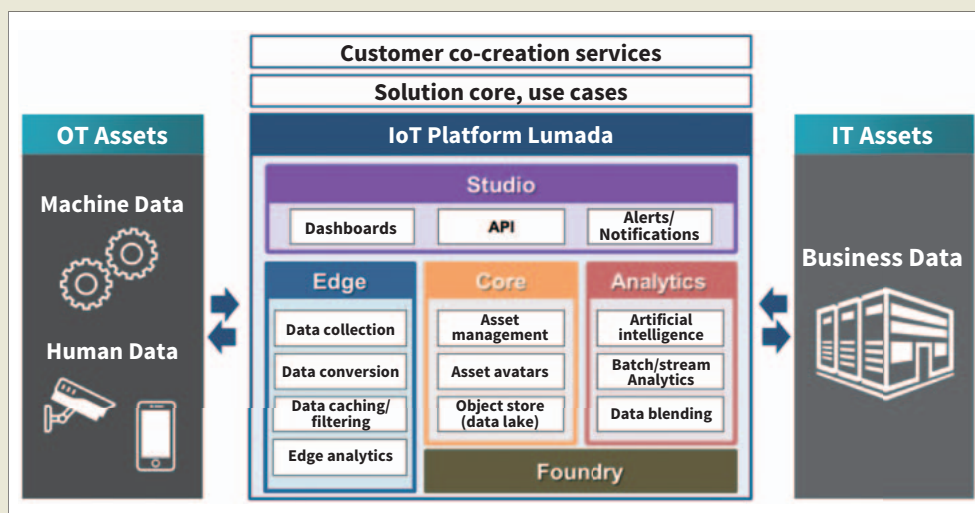 Customer co-creation services
Solution core, use cases
OT Assets
Machine Data
Human Data
IoT Platform Lumada
Studio
Dashboards
API
Alerts/
Notifications
Edge
Data collection
Data conversion
Data caching/
filtering
Edge analytics
Core
Asset
management
Asset avatars
Object store
(data lake)
Analytics
Artificial
intelligence
Batch/stream
Analytics
Data blending
Foundry
IT Assets
Business Data